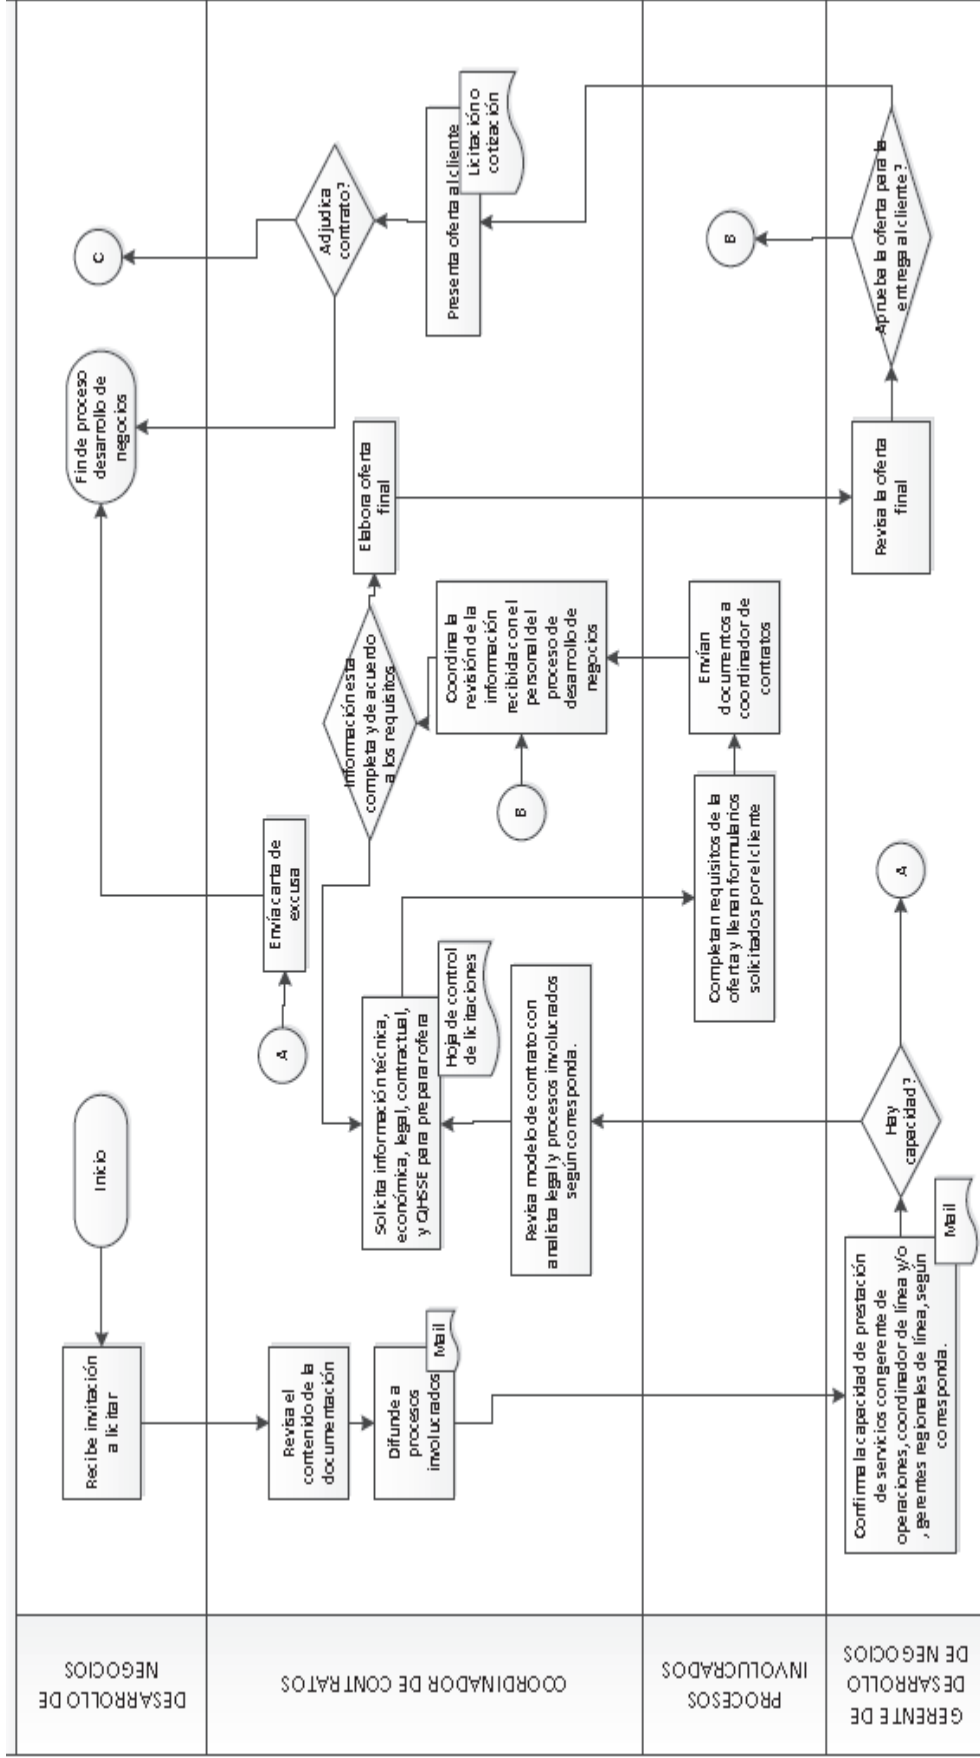 DESARROLLO DE
NEGOCIOS
COORDINADOR DE CONTRATOS
PROCESOS
INVOLUCRADOS
GERENTE DE
DESARROLLO
DE NEGOCIOS
Inicio
Recibe invitación
a licitar
Fin de proceso
desarrollo de
negocios
C
Revisa el
contenido de la
documentación
Difunde a
procesos
involucrados
Mail
A
Envía carta de
excusa
Solicita información técnica,
económica, legal, contractual,
y QHSSE para preparar ofera
Hoja de control
de licitaciones
Revisa modelo de contrato con
analista legal y procesos involucrados
según corresponda.
Información esta
completa y de acuerdo
a los requisitos
B
Coordina la
revisión de la
información
recibida con el
personal del
proceso de
desarrollo de
negocios
Elabora oferta
final
Adjudica
contrato?
Presenta oferta al cliente
Licitación o
cotización
Completan requisitos de la
oferta y llenan formularios
solicitados por el cliente
Envían
documentos a
coordinador de
contratos
B
Confirma la capacidad de prestación
de servicios con gerente de
operaciones, coordinador de línea y/o
, gerentes regionales de línea, según
corresponda.
Mail
Hay
capacidad?
A
Revisa la oferta
final
Aprueba la oferta para la
entrega al cliente?